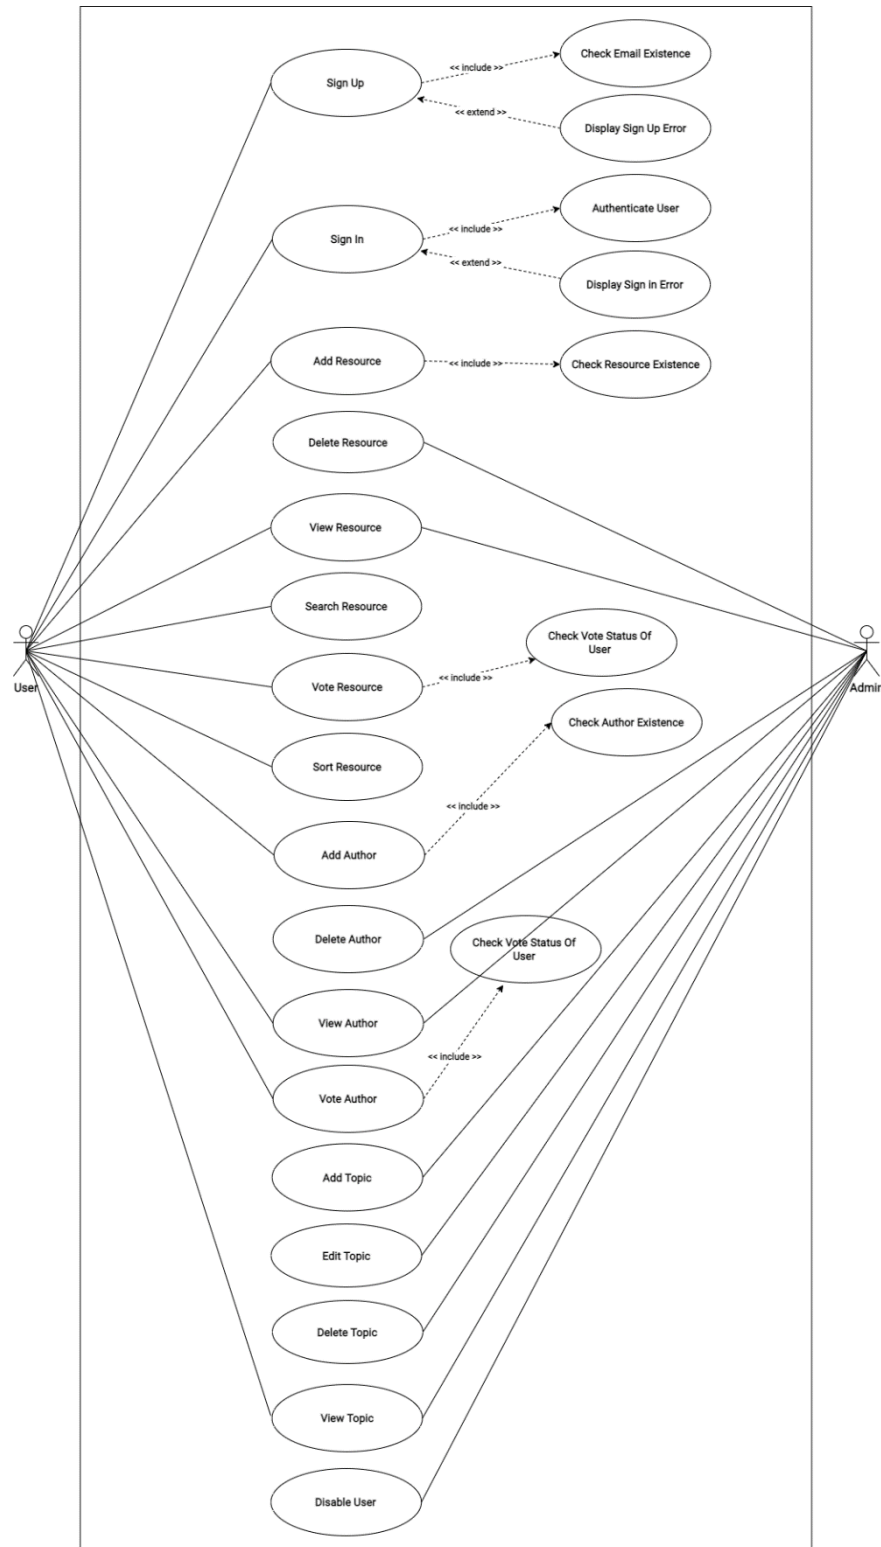 Check Email Existence
<< include >>
Sign Up
<< extend >>
Display Sign Up Error
Authenticate User
<< include >>
Sign In
<< extend >>
Display Sign in Error
Add Resource
<< include >>
Check Resource Existence
Delete Resource
View Resource
Search Resource
Check Vote Status Of
User
<< include >>
Vote Resource
User
Admin
Check Author Existence
Sort Resource
<< include >>
Add Author
Delete Author
Check Vote Status Of
User
View Author
<< include >>
Vote Author
Add Topic
Edit Topic
Delete Topic
View Topic
Disable User